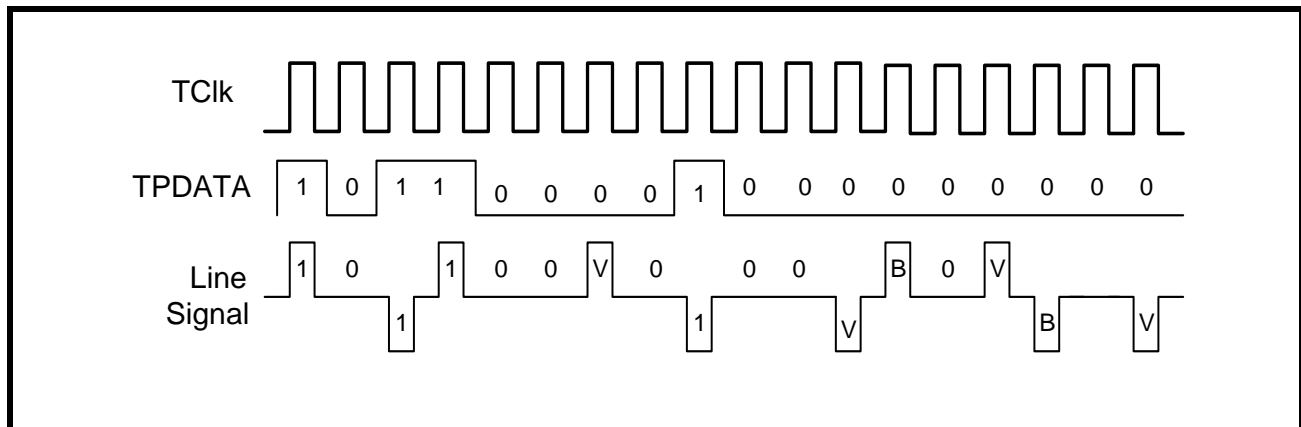 TClk
TPDATA 1 0 1 1 0 0 0 0 1 0 0 0 0 0 0 0 0 0
Line Signal 1 0 1 1 0 0 V 0 1 0 0 V B 0 V B V